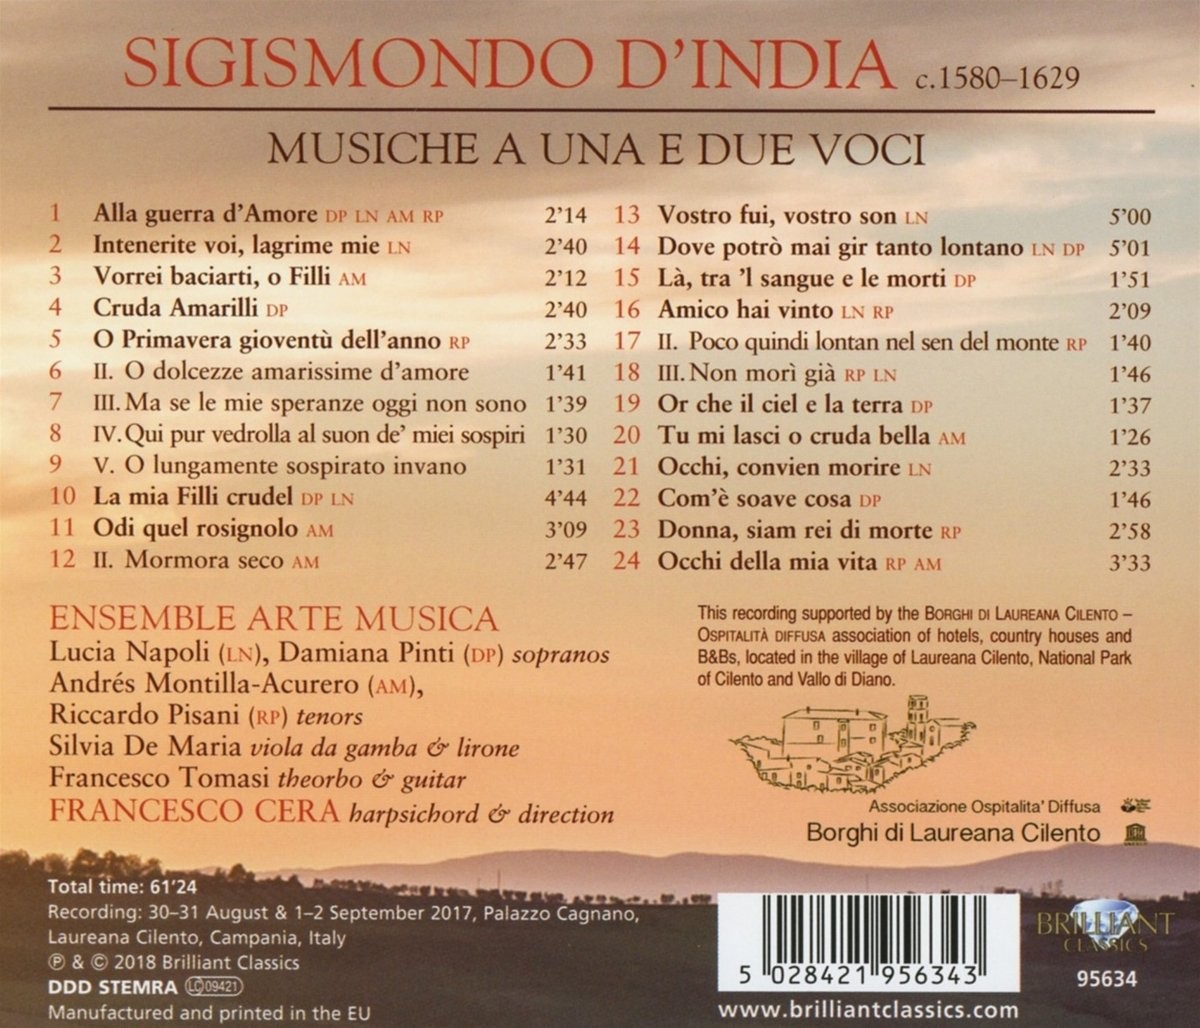 SIGISMONDO D'INDIA c.1580–1629
MUSICHE A UNA E DUE VOCI
1 Alla guerra d'Amore DP LN AM RP 2'14
2 Intenerite voi, lagrime mie LN 2'40
3 Vorrei baciarti, o Filli AM 2'12
4 Cruda Amarilli DP 2'40
5 O Primavera gioventù dell'anno RP 2'33
6 II. O dolcezze amarissime d'amore 1'41
7 III. Ma se le mie speranze oggi non sono 1'39
8 IV. Qui pur vedrolla al suon de' miei sospiri 1'30
9 V. O lungamente sospirato invano 1'31
10 La mia Filli crudel DP LN 4'44
11 Odi quel rosignolo AM 3'09
12 II. Mormora seco AM 2'47
13 Vostro fui, vostro son LN 5'00
14 Dove potrò mai gir tanto lontano LN DP 5'01
15 Là, tra 'l sangue e le morti DP 1'51
16 Amico hai vinto LN RP 2'09
17 II. Poco quindi lontan nel sen del monte RP 1'40
18 III. Non morì già RP LN 1'46
19 Or che il ciel e la terra DP 1'37
20 Tu mi lasci o cruda bella AM 1'26
21 Occhi, convien morire LN 2'33
22 Com'è soave cosa DP 1'46
23 Donna, siam rei di morte RP 2'58
24 Occhi della mia vita RP AM 3'33
ENSEMBLE ARTE MUSICA
Lucia Napoli (LN), Damiana Pinti (DP) sopranos
Andrés Montilla-Acurero (AM),
Riccardo Pisani (RP) tenors
Silvia De Maria viola da gamba & lirone
Francesco Tomasi theorbo & guitar
FRANCESCO CERA harpsichord & direction
This recording supported by the BORGHI DI LAUREANA CILENTO –
OSPITALITÀ DIFFUSA association of hotels, country houses and
B&Bs, located in the village of Laureana Cilento, National Park
of Cilento and Vallo di Diano.
Associazione Ospitalita' Diffusa
Borghi di Laureana Cilento
Total time: 61'24
Recording: 30–31 August & 1–2 September 2017, Palazzo Cagnano,
Laureana Cilento, Campania, Italy
℗ & © 2018 Brilliant Classics
DDD STEMRA LC 09421
Manufactured and printed in the EU
5 028421 956343
www.brilliantclassics.com
BRILLIANT
CLASSICS
95634